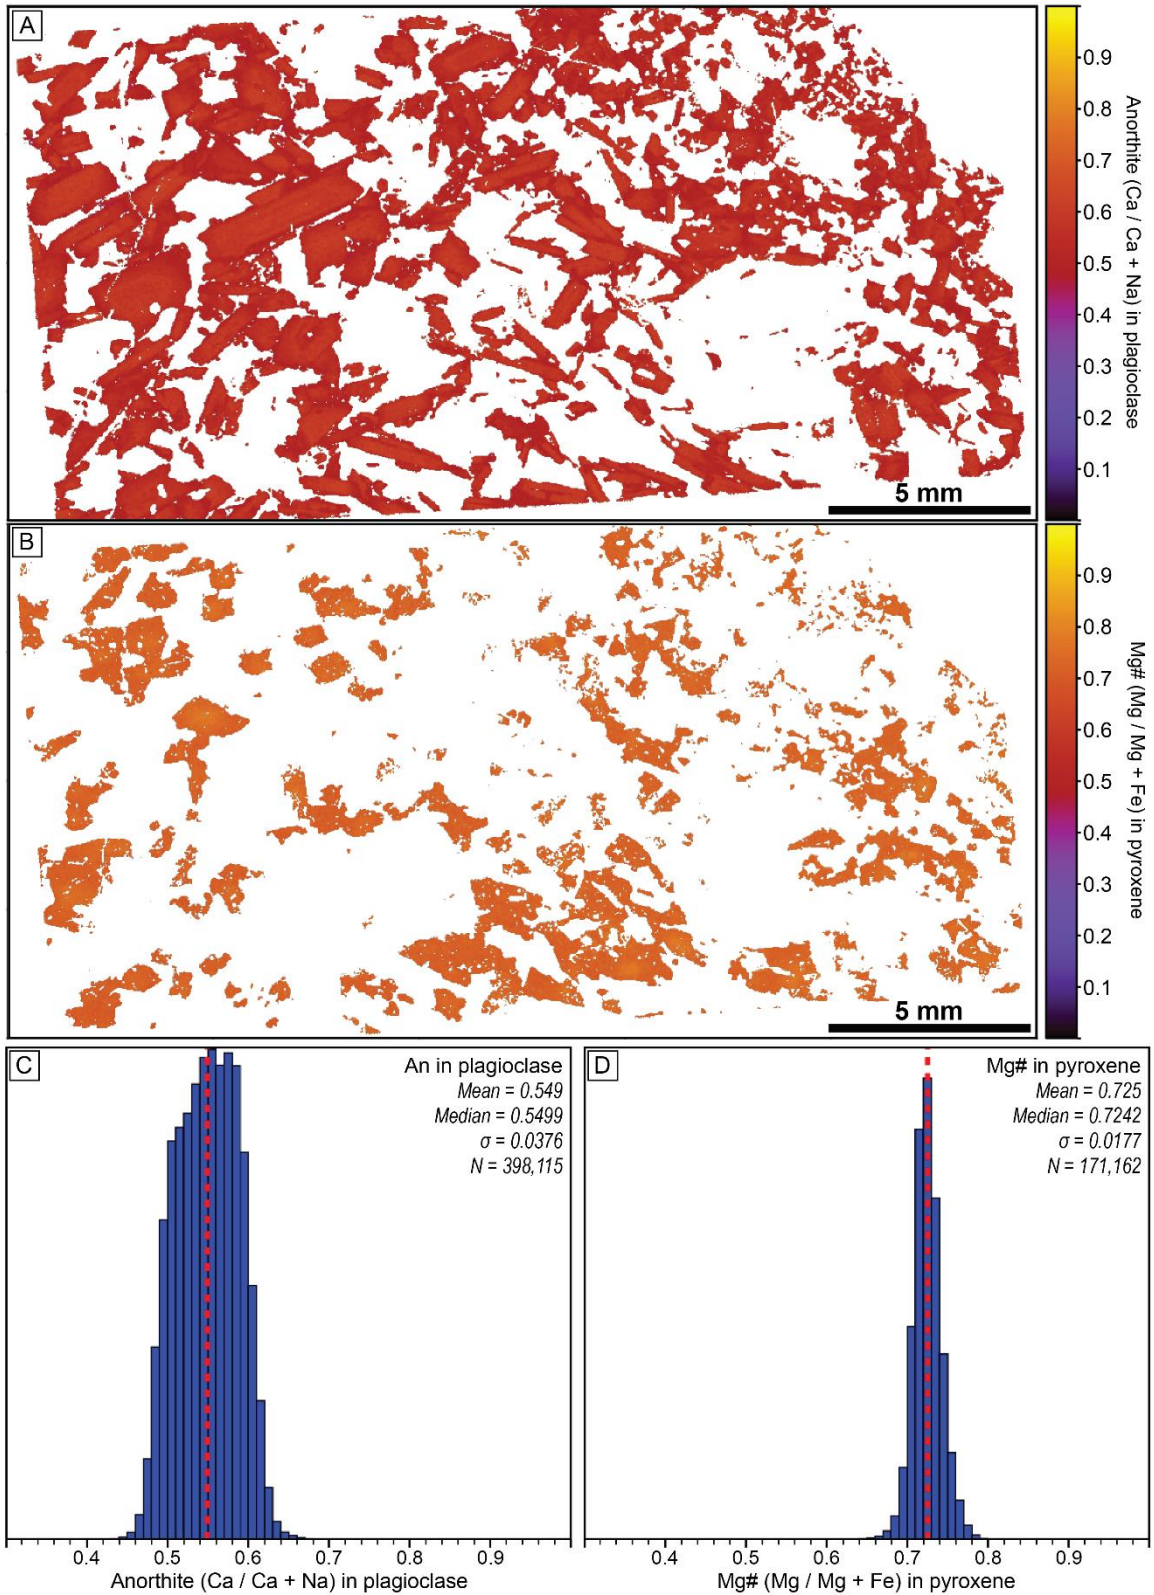 A
0.9
0.8
0.7
0.6
0.5
0.4
0.3
0.2
0.1
Anorthite (Ca / Ca + Na) in plagioclase
5 mm
B
0.9
0.8
0.7
0.6
0.5
0.4
0.3
0.2
0.1
Mg# (Mg / Mg + Fe) in pyroxene
5 mm
C
An in plagioclase
Mean = 0.549
Median = 0.5499
σ = 0.0376
N = 398,115
0.4 0.5 0.6 0.7 0.8 0.9
Anorthite (Ca / Ca + Na) in plagioclase
D
Mg# in pyroxene
Mean = 0.725
Median = 0.7242
σ = 0.0177
N = 171,162
0.4 0.5 0.6 0.7 0.8 0.9
Mg# (Mg / Mg + Fe) in pyroxene